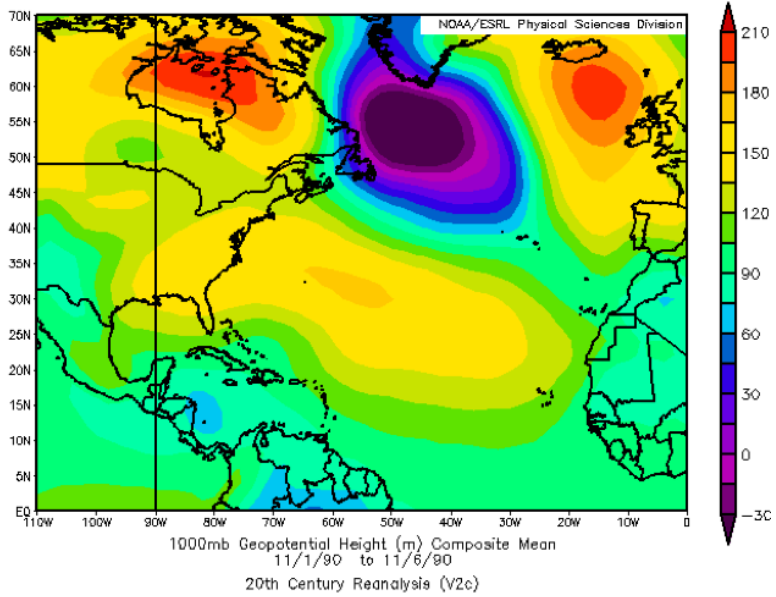 NOAA/ESRL Physical Sciences Division
70N
65N
60N
55N
50N
45N
40N
35N
30N
25N
20N
15N
10N
5N
EQ
110W 100W 90W 80W 70W 60W 50W 40W 30W 20W 10W 0
210
180
150
120
90
60
30
0
-30
1000mb Geopotential Height (m) Composite Mean
11/1/90 to 11/6/90
20th Century Reanalysis (V2c)